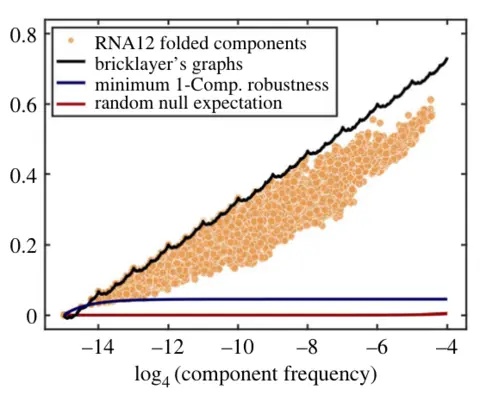 0.8
RNA12 folded components
bricklayer's graphs
minimum 1-Comp. robustness
random null expectation
0.6
0.4
0.2
0
–14 –12 –10 –8 –6 –4
log4 (component frequency)